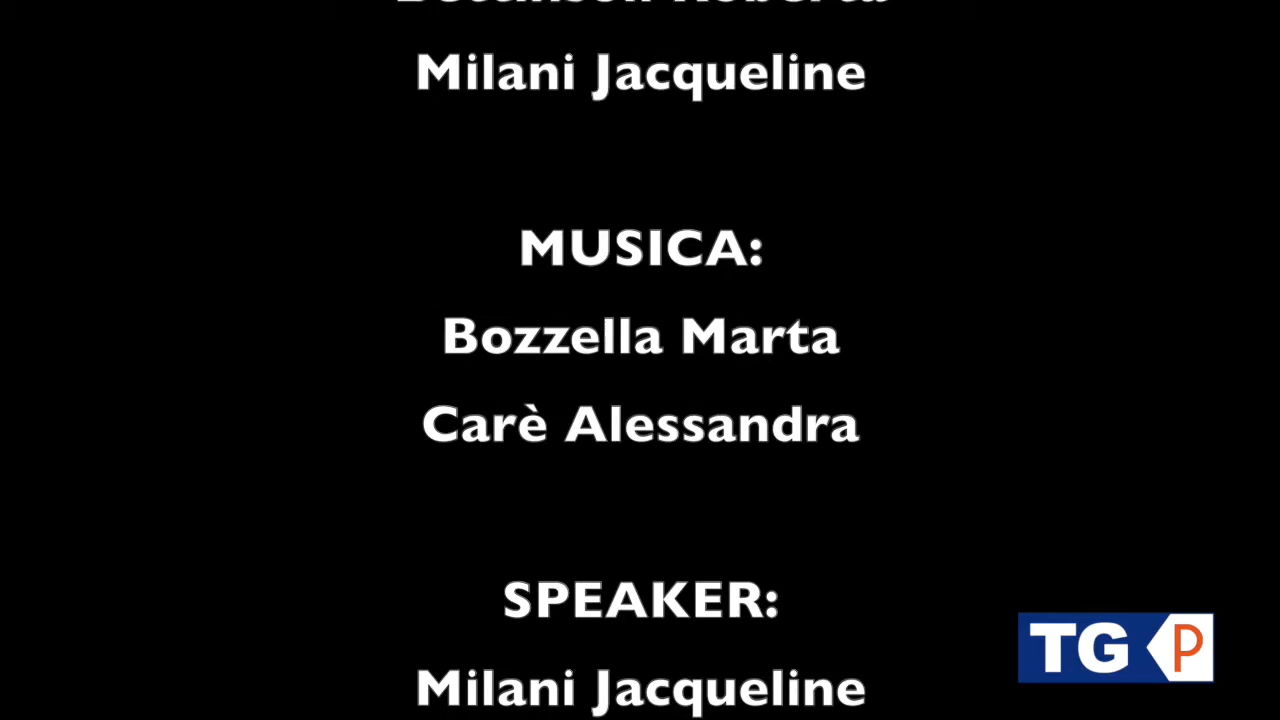 Milani Jacqueline
MUSICA:
Bozzella Marta
Carè Alessandra
SPEAKER:
Milani Jacqueline
TG P